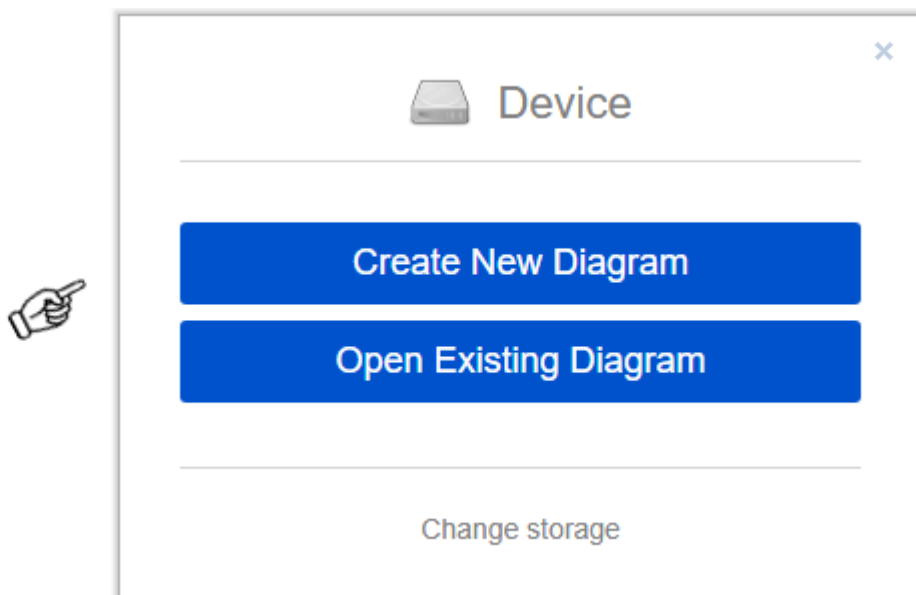 Device
Create New Diagram
Open Existing Diagram
Change storage